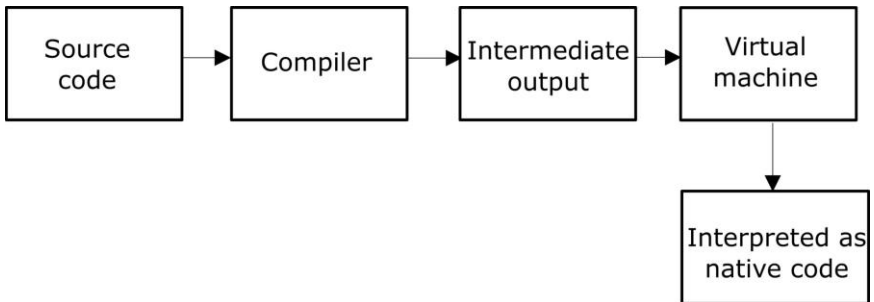 Source
code
Compiler
Intermediate
output
Virtual
machine
Interpreted as
native code